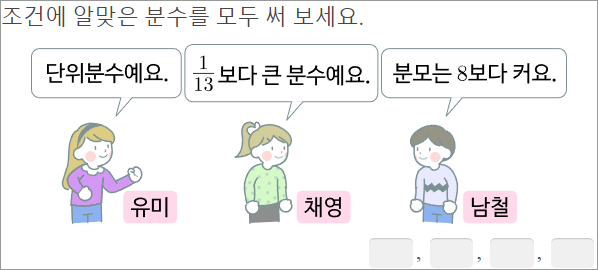 조건에 알맞은 분수를 모두 써 보세요.
단위분수예요.
1/13 보다 큰 분수예요.
분모는 8보다 커요.
유미
채영
남철
, , ,